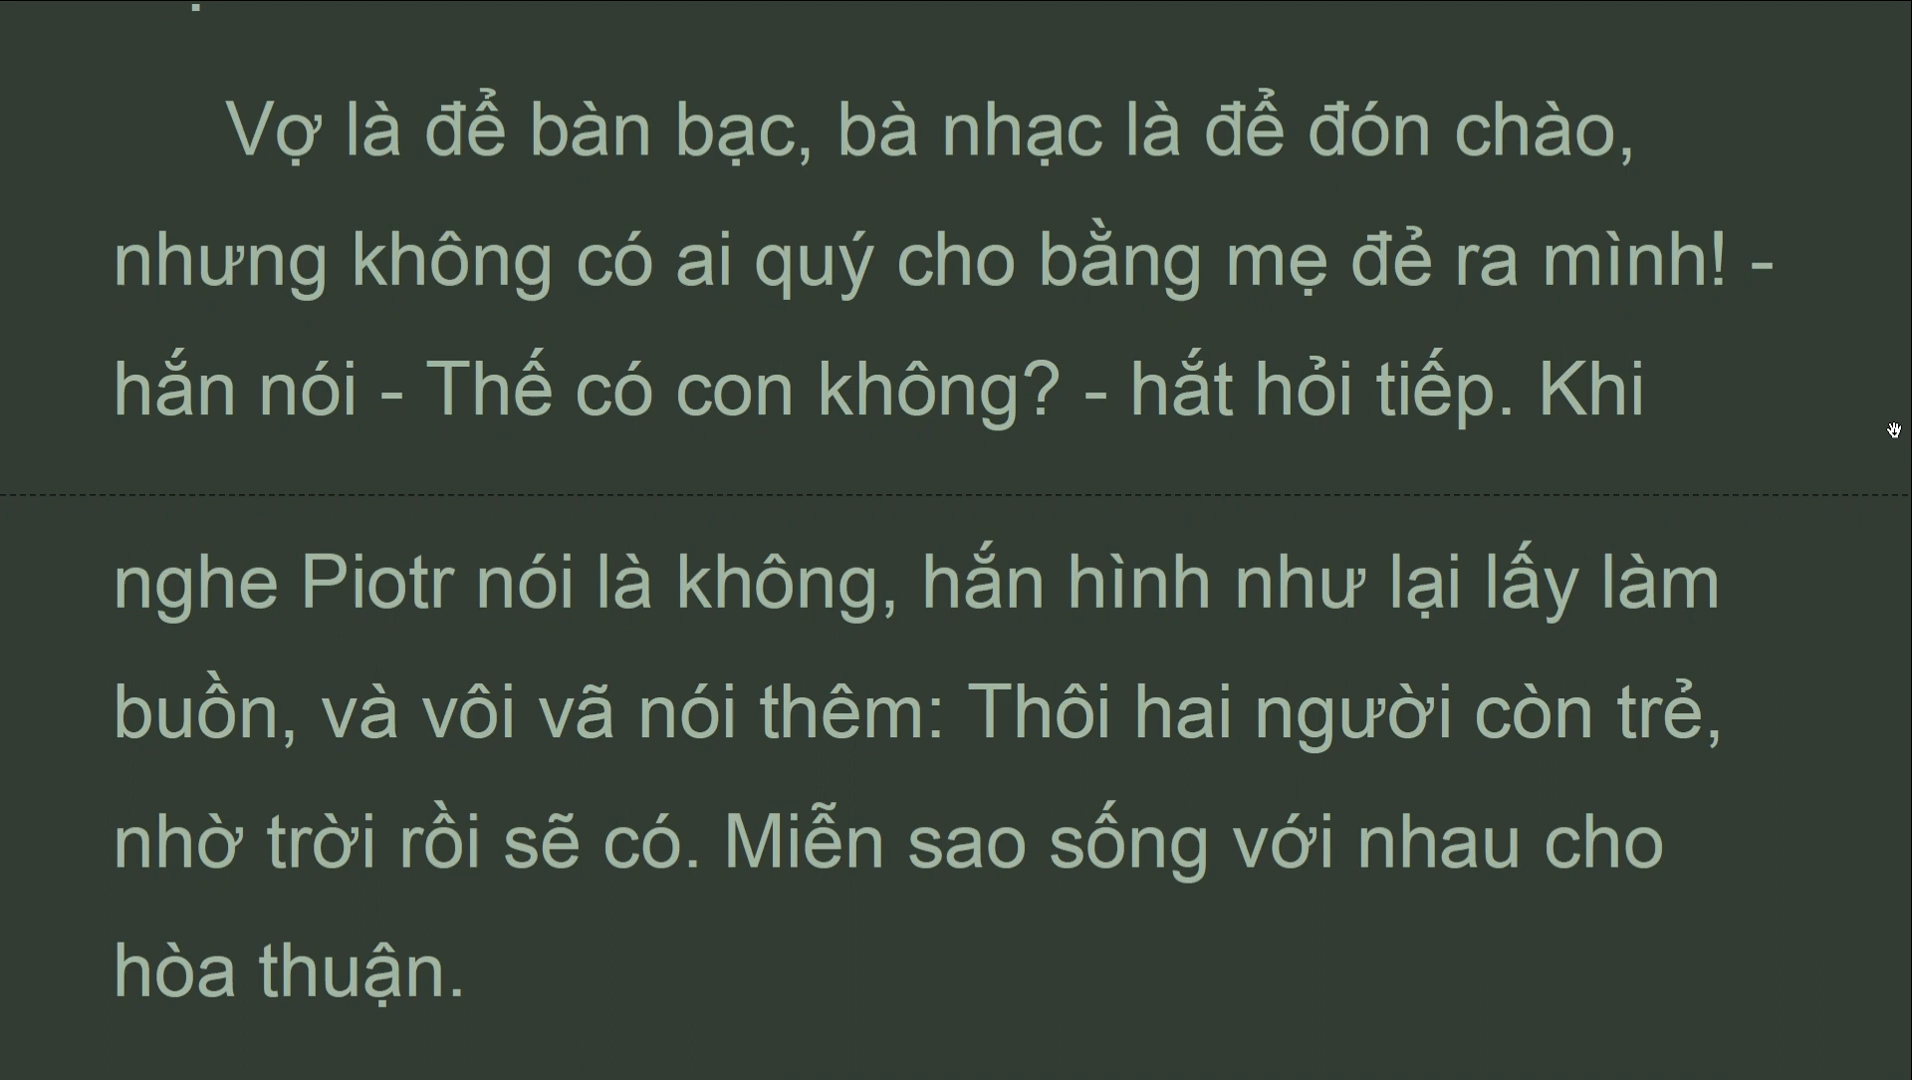 Vợ là để bàn bạc, bà nhạc là để đón chào,
nhưng không có ai quý cho bằng mẹ đẻ ra mình! -
hắn nói - Thế có con không? - hắt hỏi tiếp. Khi
nghe Piotr nói là không, hắn hình như lại lấy làm
buồn, và vôi vã nói thêm: Thôi hai người còn trẻ,
nhờ trời rồi sẽ có. Miễn sao sống với nhau cho
hòa thuận.